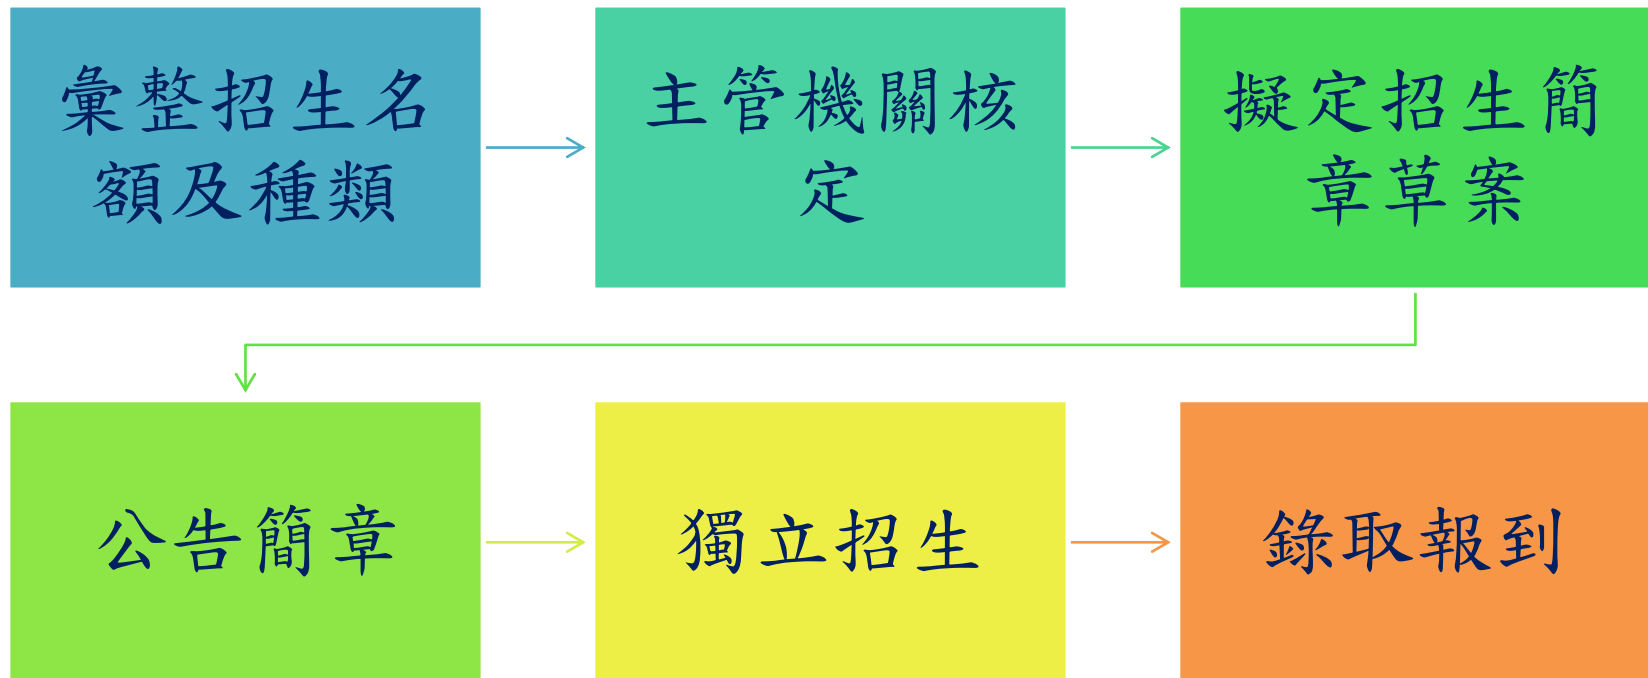 彙整招生名
額及種類
主管機關核
定
擬定招生簡
章草案
公告簡章
獨立招生
錄取報到